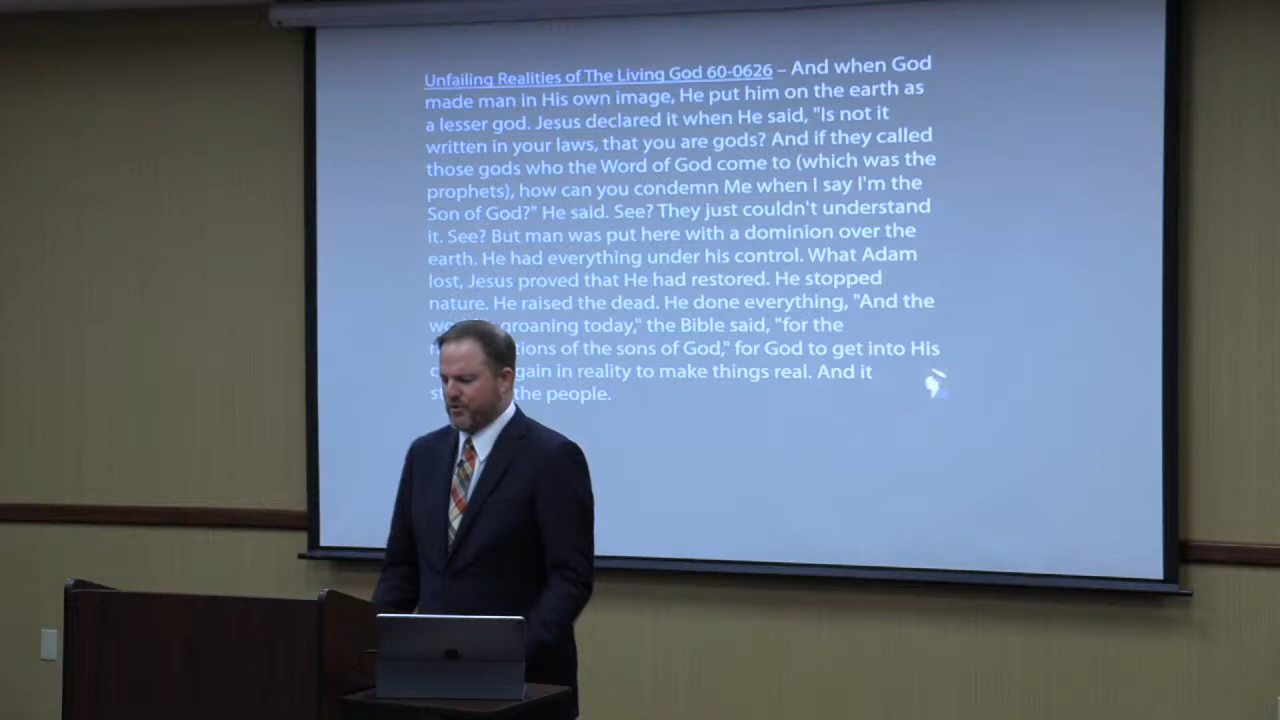 Unfailing Realities of The Living God 60-0626 – And when God
made man in His own image, He put him on the earth as
a lesser god. Jesus declared it when He said, "Is not it
written in your laws, that you are gods? And if they called
those gods who the Word of God come to (which was the
prophets), how can you condemn Me when I say I'm the
Son of God?" He said. See? They just couldn't understand
it. See? But man was put here with a dominion over the
earth. He had everything under his control. What Adam
lost, Jesus proved that He had restored. He stopped
nature. He raised the dead. He done everything, "And the
groaning today," the Bible said, "for the
of the sons of God," for God to get into His
in reality to make things real. And it
the people.